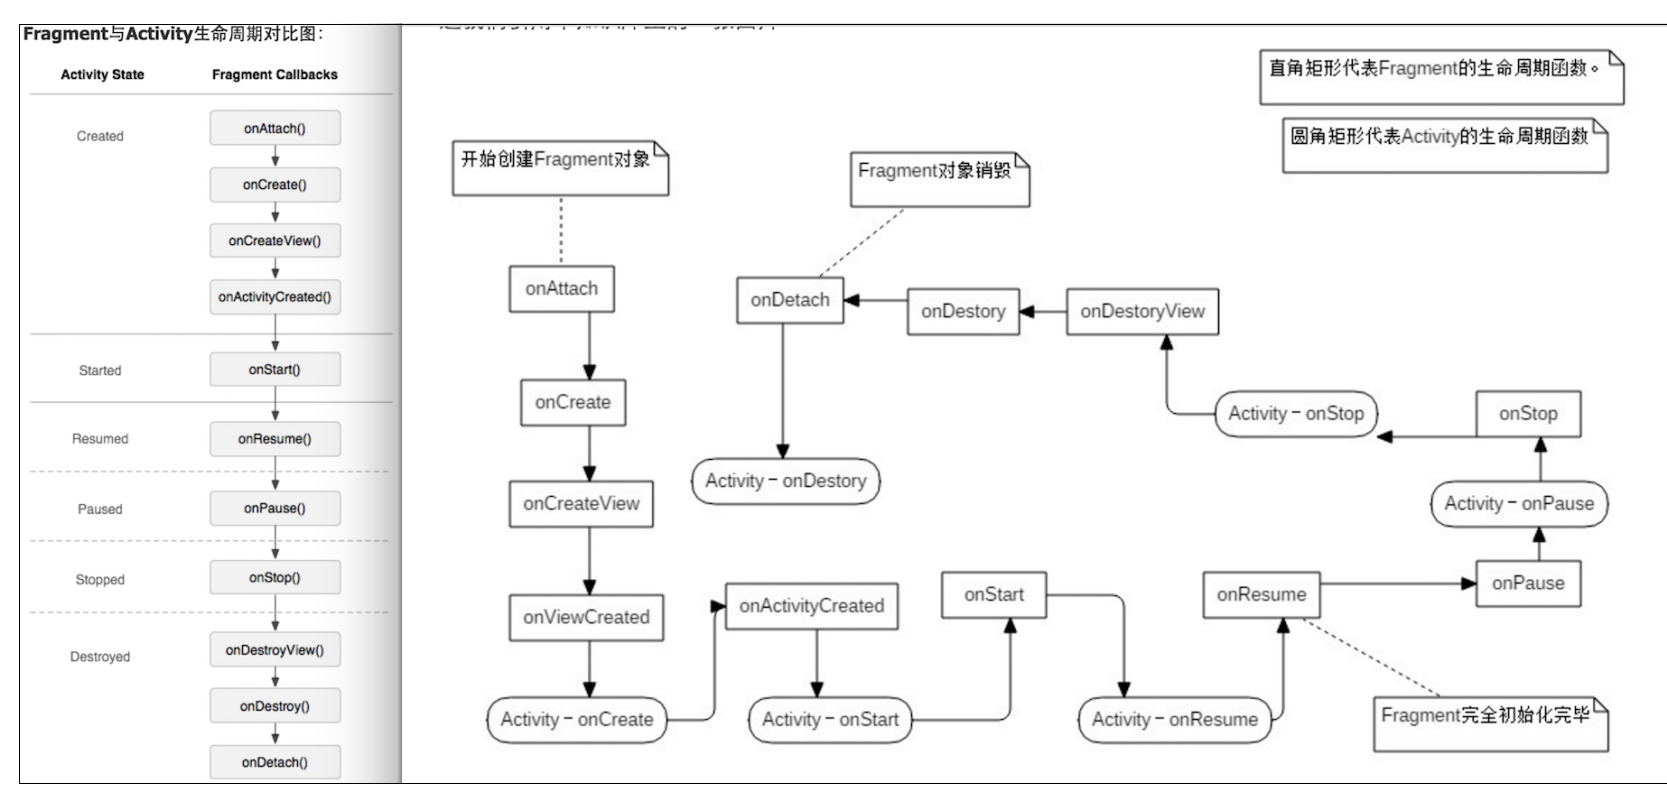 Fragment与Activity生命周期对比图：
Activity State
Fragment Callbacks
Created
onAttach()
onCreate()
onCreateView()
onActivityCreated()
Started
onStart()
Resumed
onResume()
Paused
onPause()
Stopped
onStop()
Destroyed
onDestroyView()
onDestroy()
onDetach()
直角矩形代表Fragment的生命周期函数。
圆角矩形代表Activity的生命周期函数
开始创建Fragment对象
Fragment对象销毁
onAttach
onCreate
onCreateView
onViewCreated
Activity－onCreate
onActivityCreated
Activity－onStart
onStart
Activity－onResume
onResume
Fragment完全初始化完毕
onPause
Activity－onPause
onStop
Activity－onStop
onDestoryView
onDestory
onDetach
Activity－onDestory